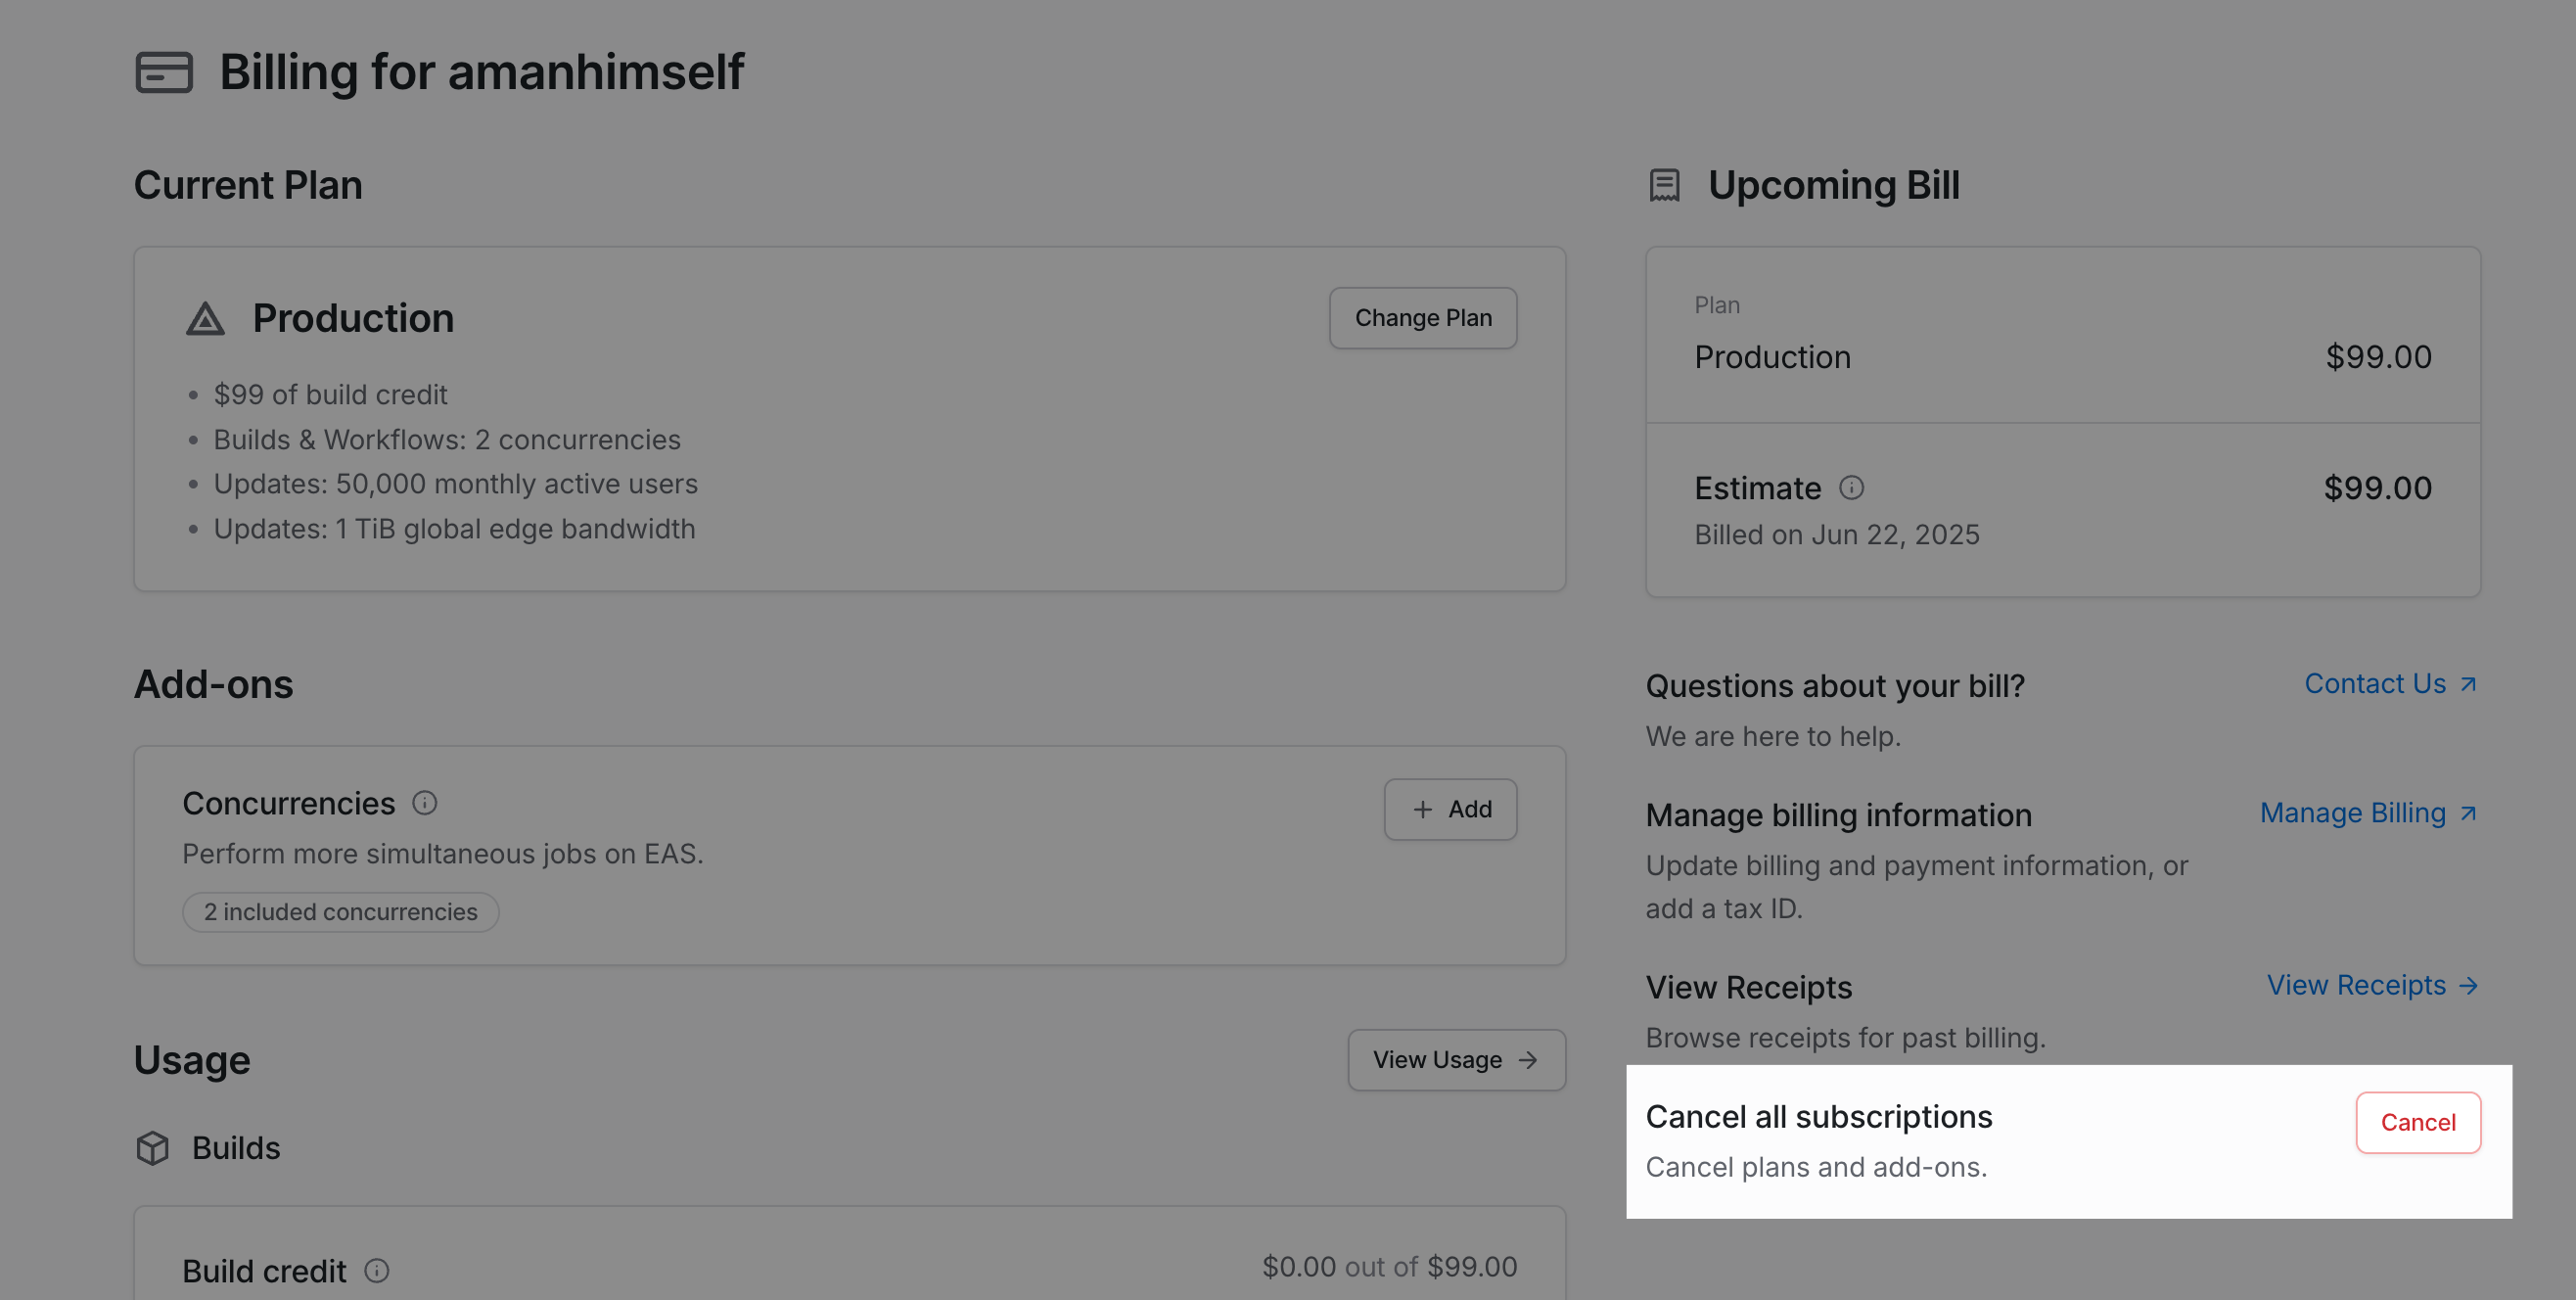 Billing for amanhimself
Current Plan
Production
Change Plan
$99 of build credit
Builds & Workflows: 2 concurrencies
Updates: 50,000 monthly active users
Updates: 1 TiB global edge bandwidth
Add-ons
Concurrencies
Add
Perform more simultaneous jobs on EAS.
2 included concurrencies
Usage
View Usage
Builds
Build credit
$0.00 out of $99.00
Upcoming Bill
Plan
Production
$99.00
Estimate
$99.00
Billed on Jun 22, 2025
Questions about your bill?
Contact Us
We are here to help.
Manage billing information
Manage Billing
Update billing and payment information, or
add a tax ID.
View Receipts
View Receipts
Browse receipts for past billing.
Cancel all subscriptions
Cancel
Cancel plans and add-ons.